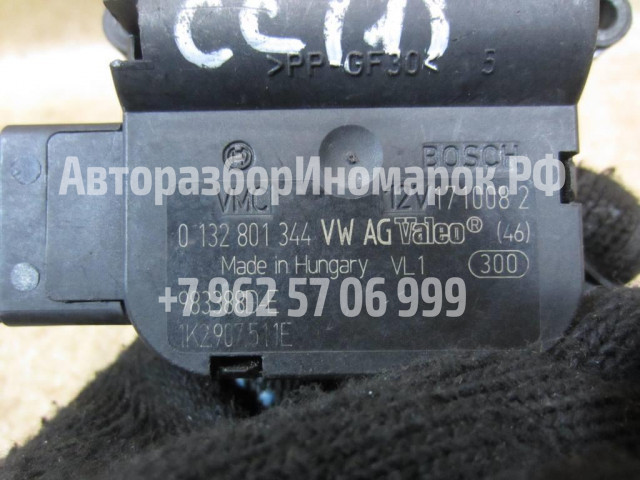 CC(1)
>PP-GF30< 5
BOSCH
АвторазборИномарок.РФ
VMC 12V 171008 2
0 132 801 344 VW AG Valeo® (46)
Made in Hungary VL1 300
+7 962 57 06 999
1K2907511E